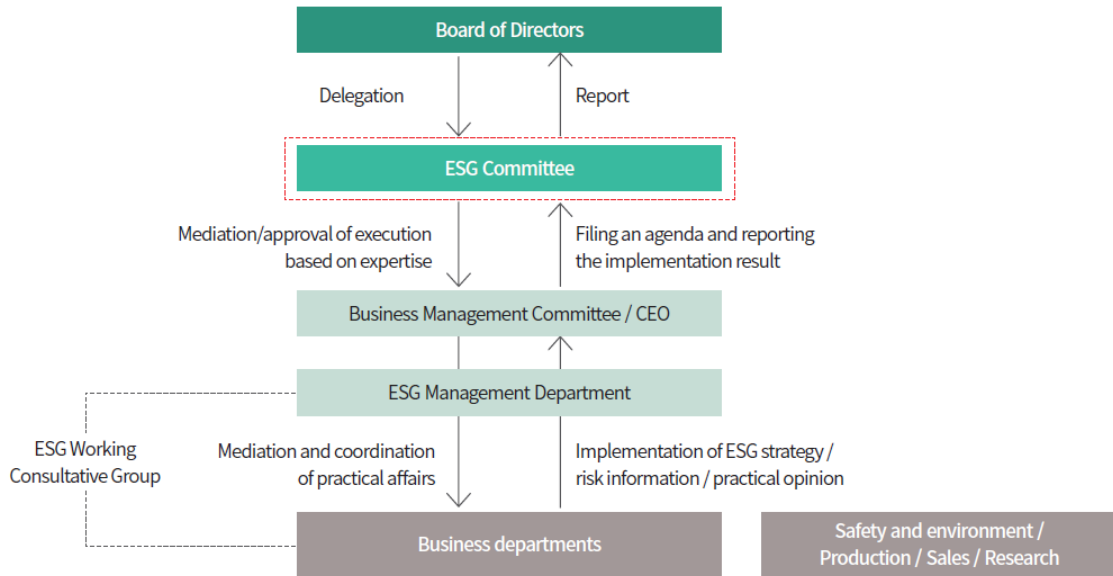 Board of Directors
Delegation
Report
ESG Committee
Mediation/approval of execution
based on expertise
Filing an agenda and reporting
the implementation result
Business Management Committee / CEO
ESG Management Department
ESG Working
Consultative Group
Mediation and coordination
of practical affairs
Implementation of ESG strategy /
risk information / practical opinion
Business departments
Safety and environment /
Production / Sales / Research